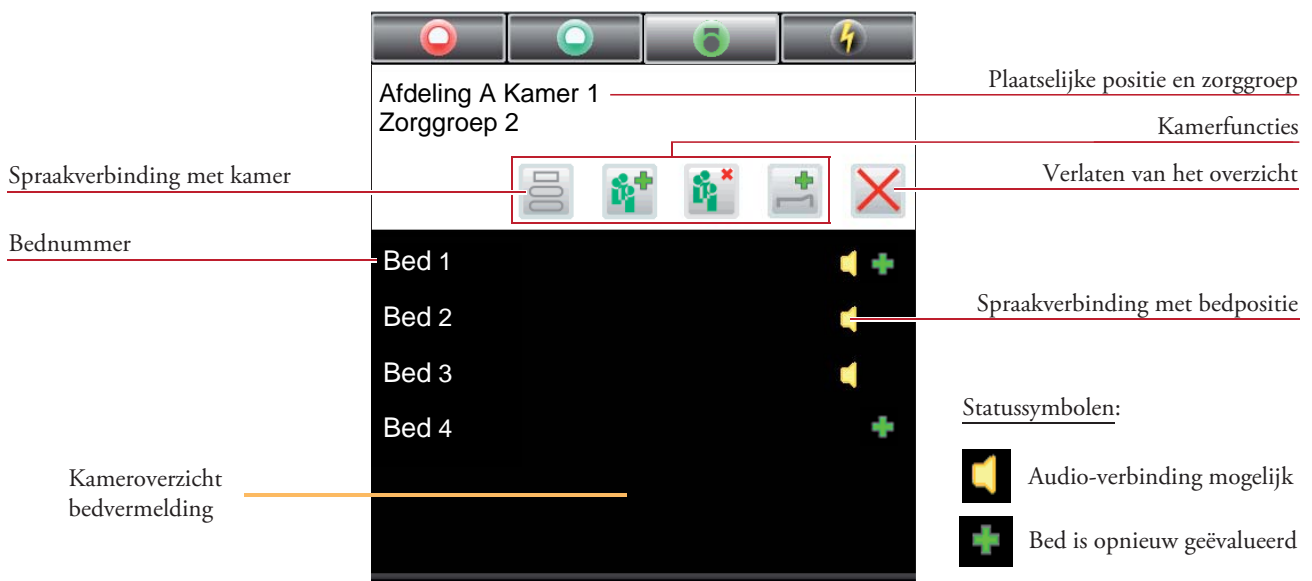 Afdeling A Kamer 1
Zorggroep 2
Plaatselijke positie en zorggroep
Kamerfuncties
Verlaten van het overzicht
Spraakverbinding met kamer
Bednummer
Bed 1
Bed 2
Spraakverbinding met bedpositie
Bed 3
Bed 4
Statussymbolen:
Kameroverzicht
bedvermelding
Audio-verbinding mogelijk
Bed is opnieuw geëvalueerd